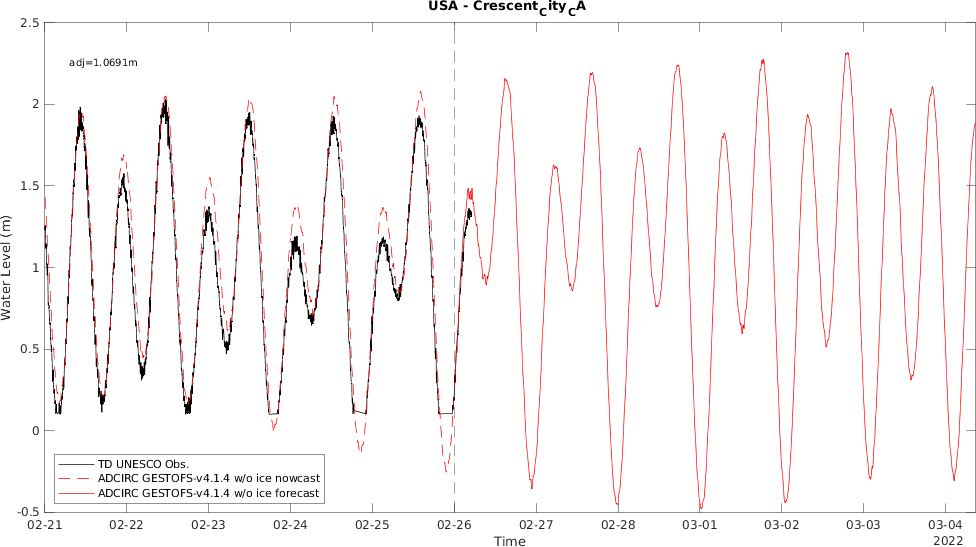 USA - Crescent_City_CA
adj=1.0691m
2.5
2
1.5
1
0.5
0
-0.5
Water Level (m)
TD UNESCO Obs.
ADCIRC GESTOFS-v4.1.4 w/o ice nowcast
ADCIRC GESTOFS-v4.1.4 w/o ice forecast
02-21 02-22 02-23 02-24 02-25 02-26 02-27 02-28 03-01 03-02 03-03 03-04
Time
2022